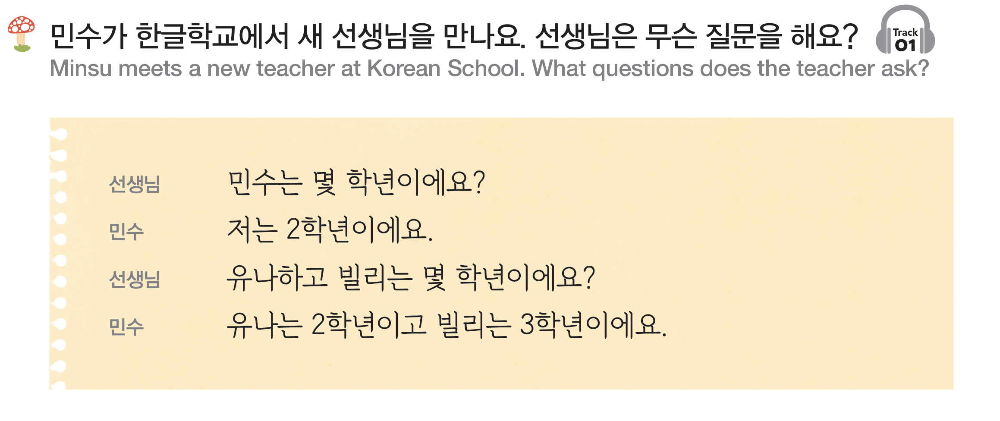 민수가 한글학교에서 새 선생님을 만나요. 선생님은 무슨 질문을 해요?
Track
01
Minsu meets a new teacher at Korean School. What questions does the teacher ask?
선생님 민수는 몇 학년이에요?
민수 저는 2학년이에요.
선생님 유나하고 빌리는 몇 학년이에요?
민수 유나는 2학년이고 빌리는 3학년이에요.